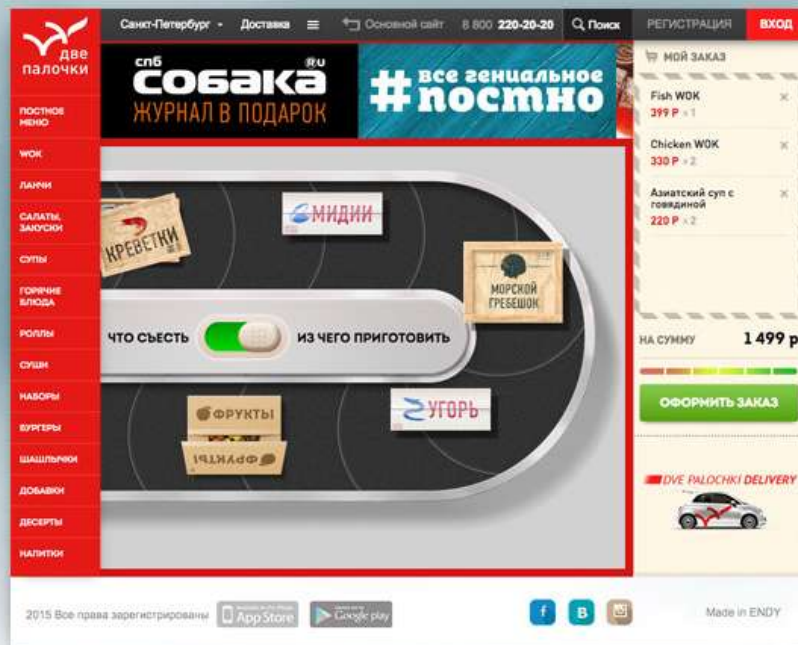 две
палочки
Санкт-Петербург
Доставка
Основной сайт
8 800 220-20-20
Поиск
РЕГИСТРАЦИЯ
ВХОД
спб
СОБАКА RU
ЖУРНАЛ В ПОДАРОК
#все гениальное
постно
ПОСТНОЕ
МЕНЮ
WOK
ЛАНЧИ
САЛАТЫ,
ЗАКУСКИ
СУПЫ
ГОРЯЧИЕ
БЛЮДА
РОЛЛЫ
СУШИ
НАБОРЫ
БУРГЕРЫ
ШАШЛЫЧКИ
ДОБАВКИ
ДЕСЕРТЫ
НАПИТКИ
КРЕВЕТКИ
МИДИИ
МОРСКОЙ
ГРЕБЕШОК
ЧТО СЪЕСТЬ
ИЗ ЧЕГО ПРИГОТОВИТЬ
ФРУКТЫ
ФРУКТЫ
УГОРЬ
МОЙ ЗАКАЗ
Fish WOK
399 Р x 1
Chicken WOK
330 Р x 2
Азиатский суп с
говядиной
220 Р x 2
НА СУММУ 1 499 р
ОФОРМИТЬ ЗАКАЗ
DVE PALOCHKI DELIVERY
2015 Все права зарегистрированы
App Store
Google play
f
B
Made in ENDY